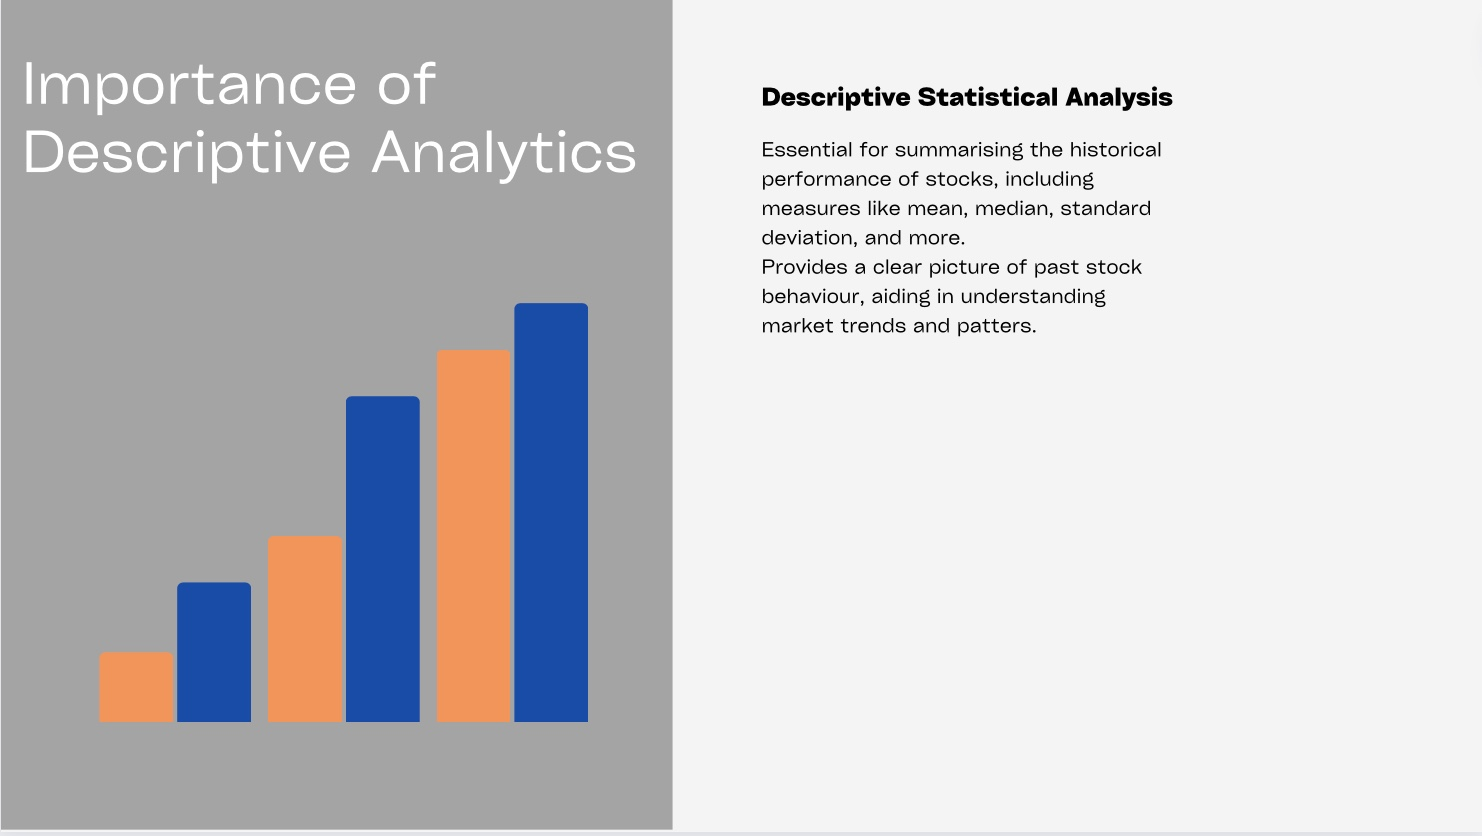 Importance of
Descriptive Analytics
Descriptive Statistical Analysis
Essential for summarising the historical
performance of stocks, including
measures like mean, median, standard
deviation, and more.
Provides a clear picture of past stock
behaviour, aiding in understanding
market trends and patters.